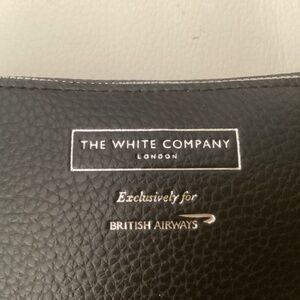 THE WHITE COMPANY
LONDON
Exclusively for
BRITISH AIRWAYS